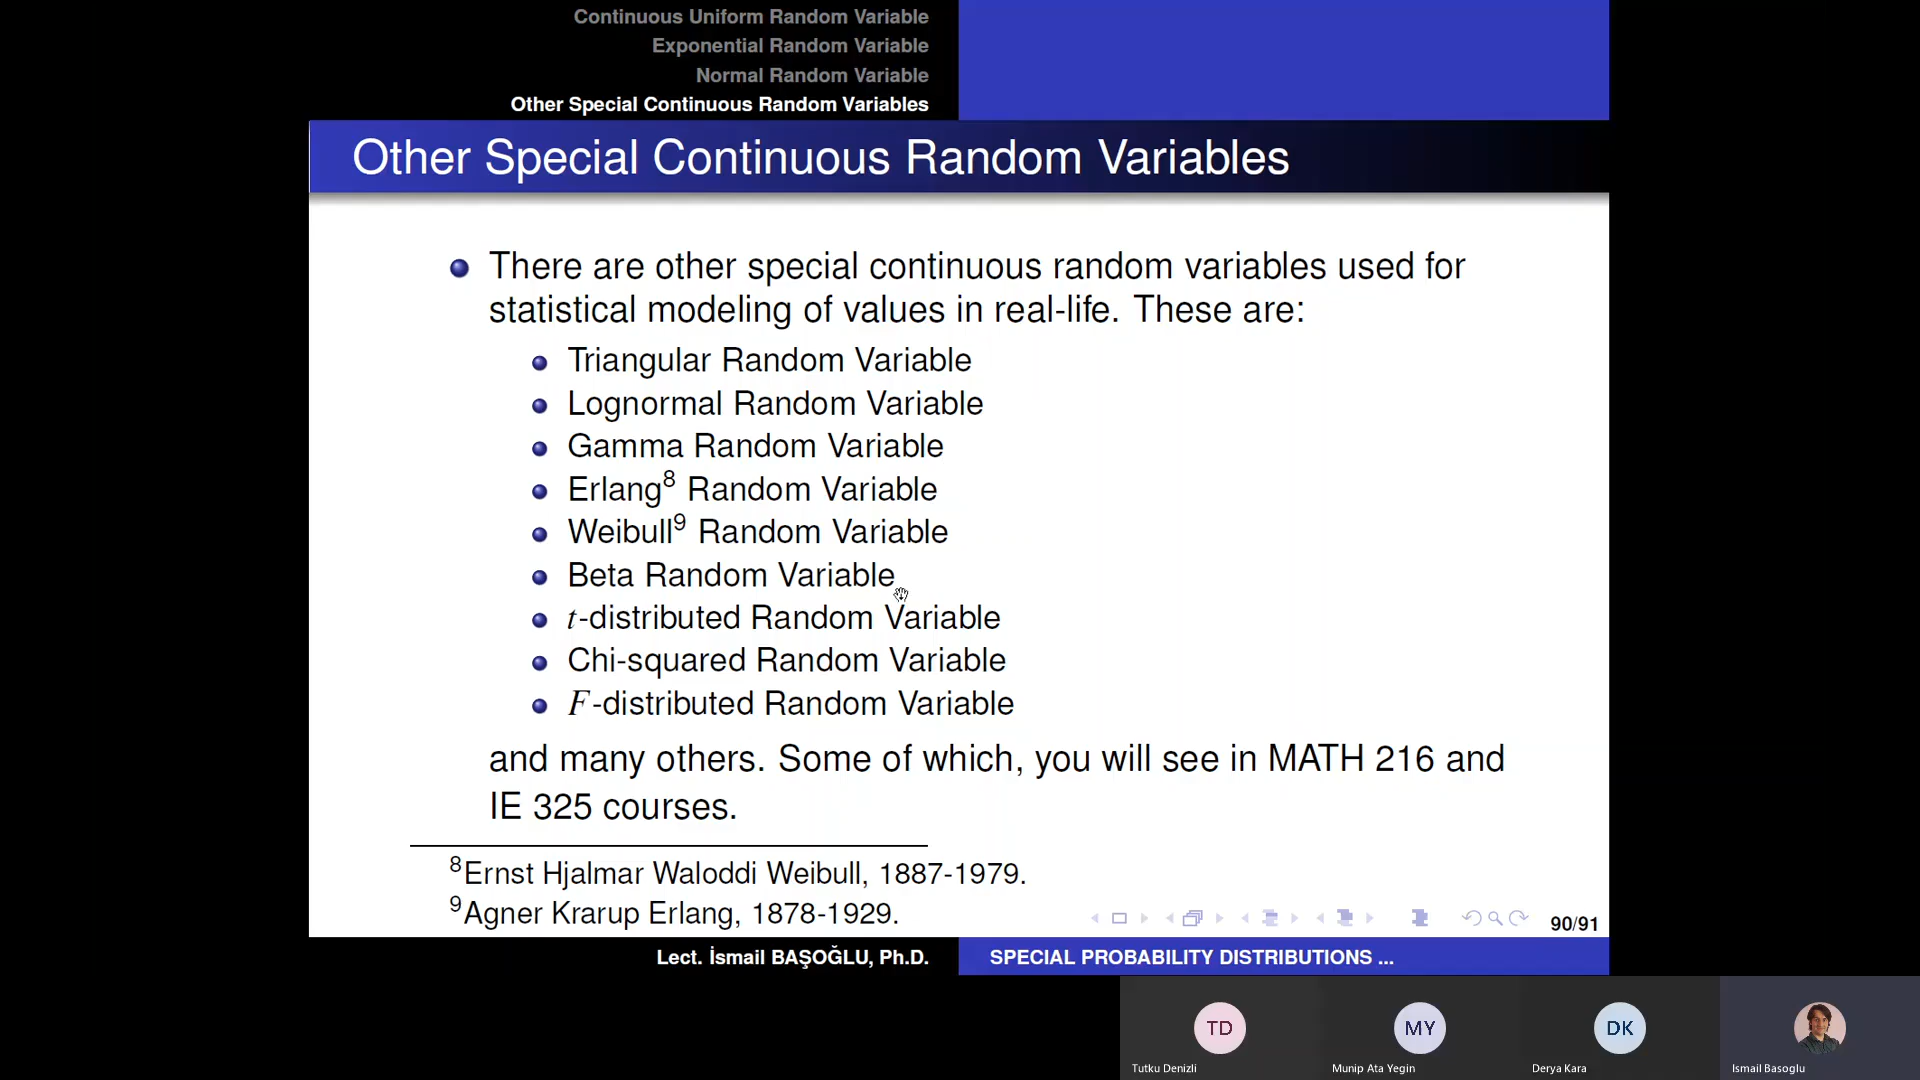 Continuous Uniform Random Variable
Exponential Random Variable
Normal Random Variable
Other Special Continuous Random Variables
Other Special Continuous Random Variables
There are other special continuous random variables used for
statistical modeling of values in real-life. These are:
Triangular Random Variable
Lognormal Random Variable
Gamma Random Variable
Erlang⁸ Random Variable
Weibull⁹ Random Variable
Beta Random Variable
t-distributed Random Variable
Chi-squared Random Variable
F-distributed Random Variable
and many others. Some of which, you will see in MATH 216 and
IE 325 courses.
⁸Ernst Hjalmar Waloddi Weibull, 1887-1979.
⁹Agner Krarup Erlang, 1878-1929.
90/91
Lect. İsmail BAŞOĞLU, Ph.D.
SPECIAL PROBABILITY DISTRIBUTIONS ...
TD
MY
DK
Tutku Denizli
Munip Ata Yegin
Derya Kara
Ismail Basoglu